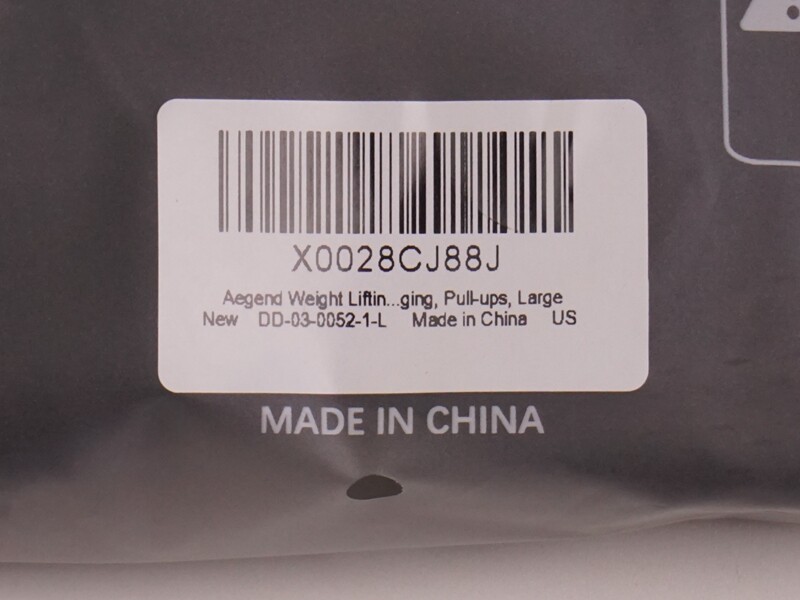 X0028CJ88J
Aegend Weight Liftin...ging, Pull-ups, Large
New DD-03-0052-1-L Made in China US
MADE IN CHINA